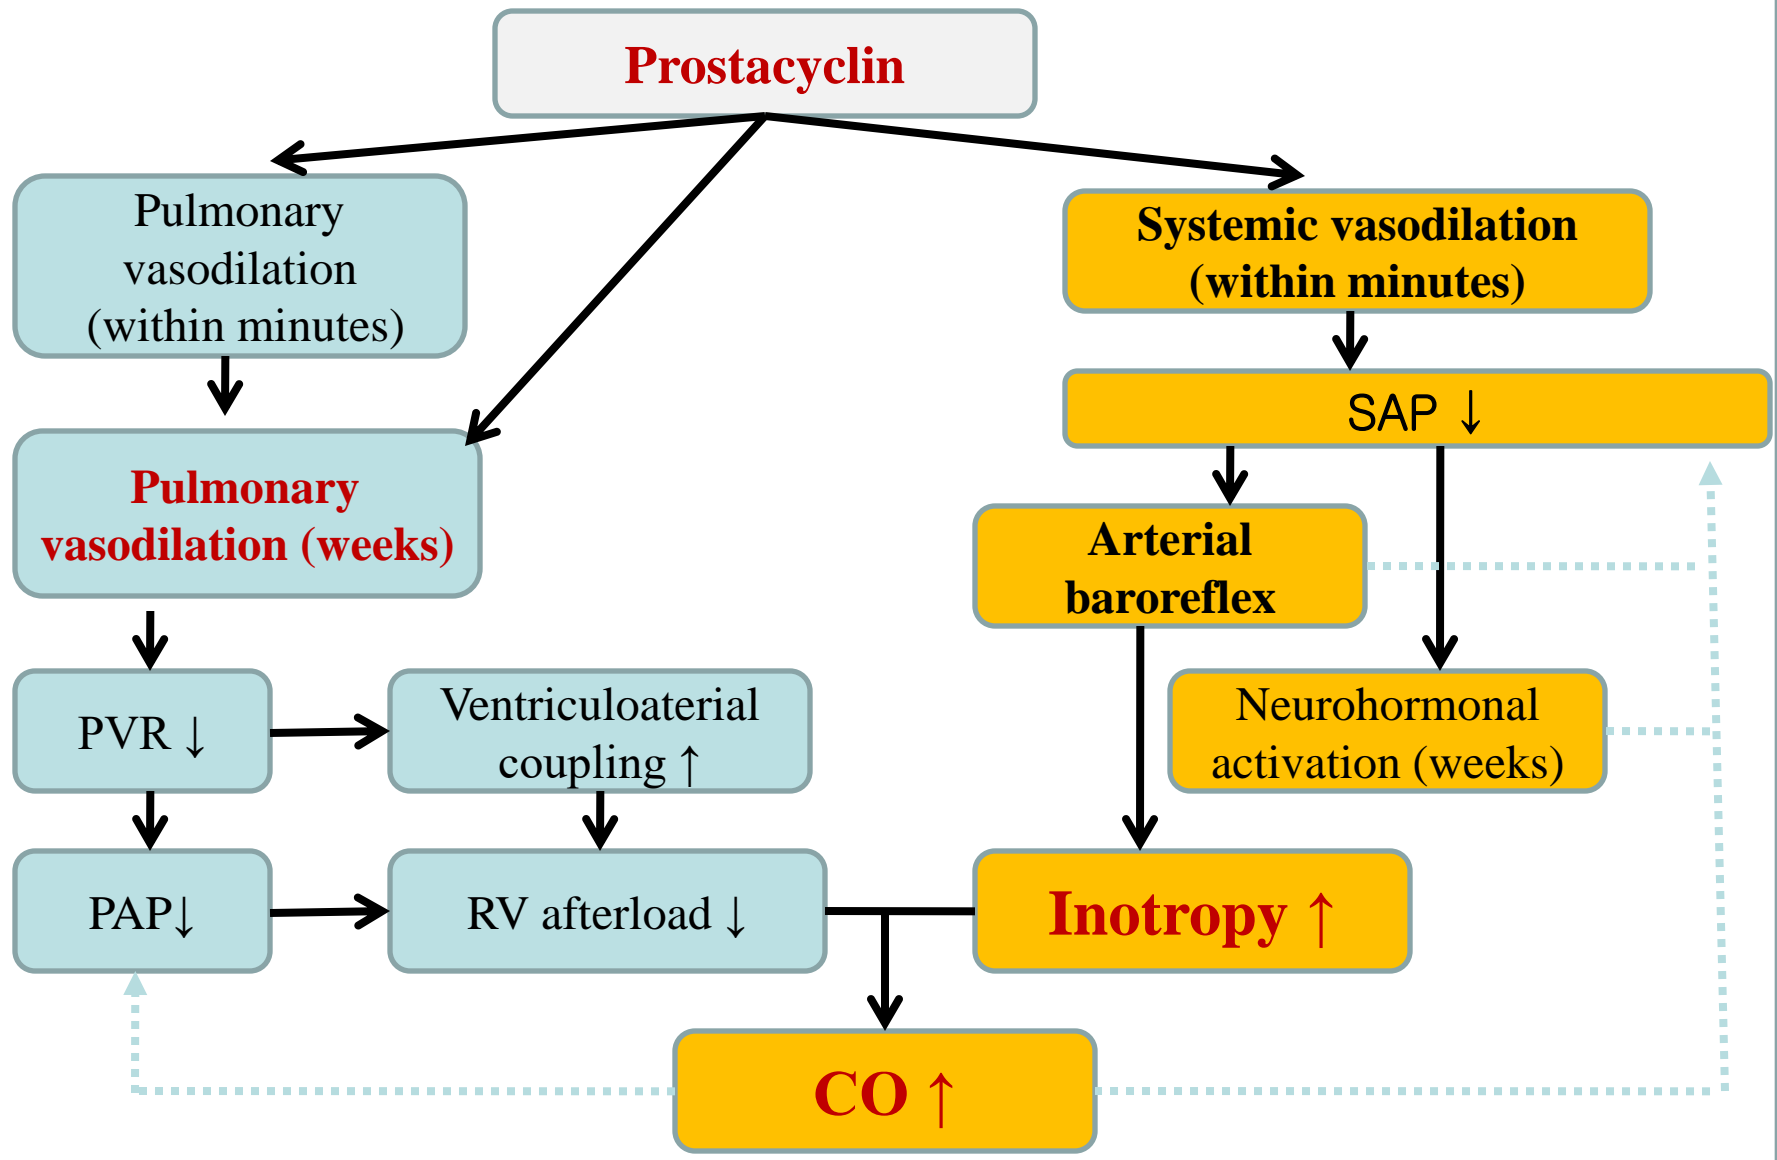 Prostacyclin
Pulmonary
vasodilation
(within minutes)
Systemic vasodilation
(within minutes)
SAP ↓
Pulmonary
vasodilation (weeks)
Arterial
baroreflex
PVR ↓
Ventriculoaterial
coupling ↑
Neurohormonal
activation (weeks)
PAP↓
RV afterload ↓
Inotropy ↑
CO ↑